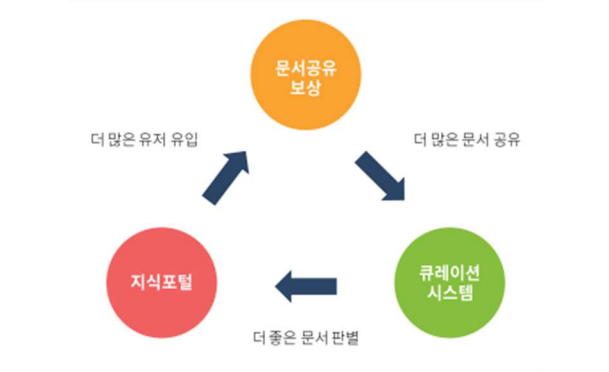 문서공유
보상
더 많은 유저 유입
더 많은 문서 공유
지식포털
큐레이션
시스템
더 좋은 문서 판별